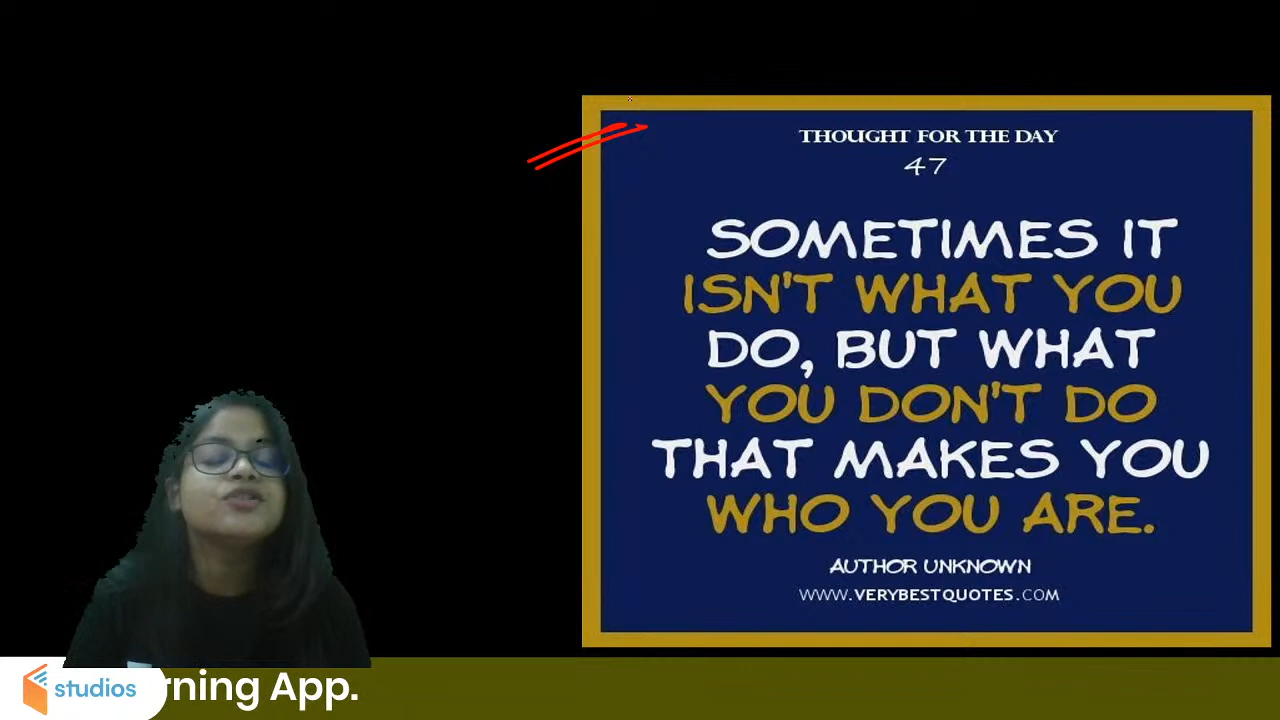 THOUGHT FOR THE DAY
47
SOMETIMES IT
ISN'T WHAT YOU
DO, BUT WHAT
YOU DON'T DO
THAT MAKES YOU
WHO YOU ARE.
AUTHOR UNKNOWN
WWW.VERYBESTQUOTES.COM
studios
rning App.